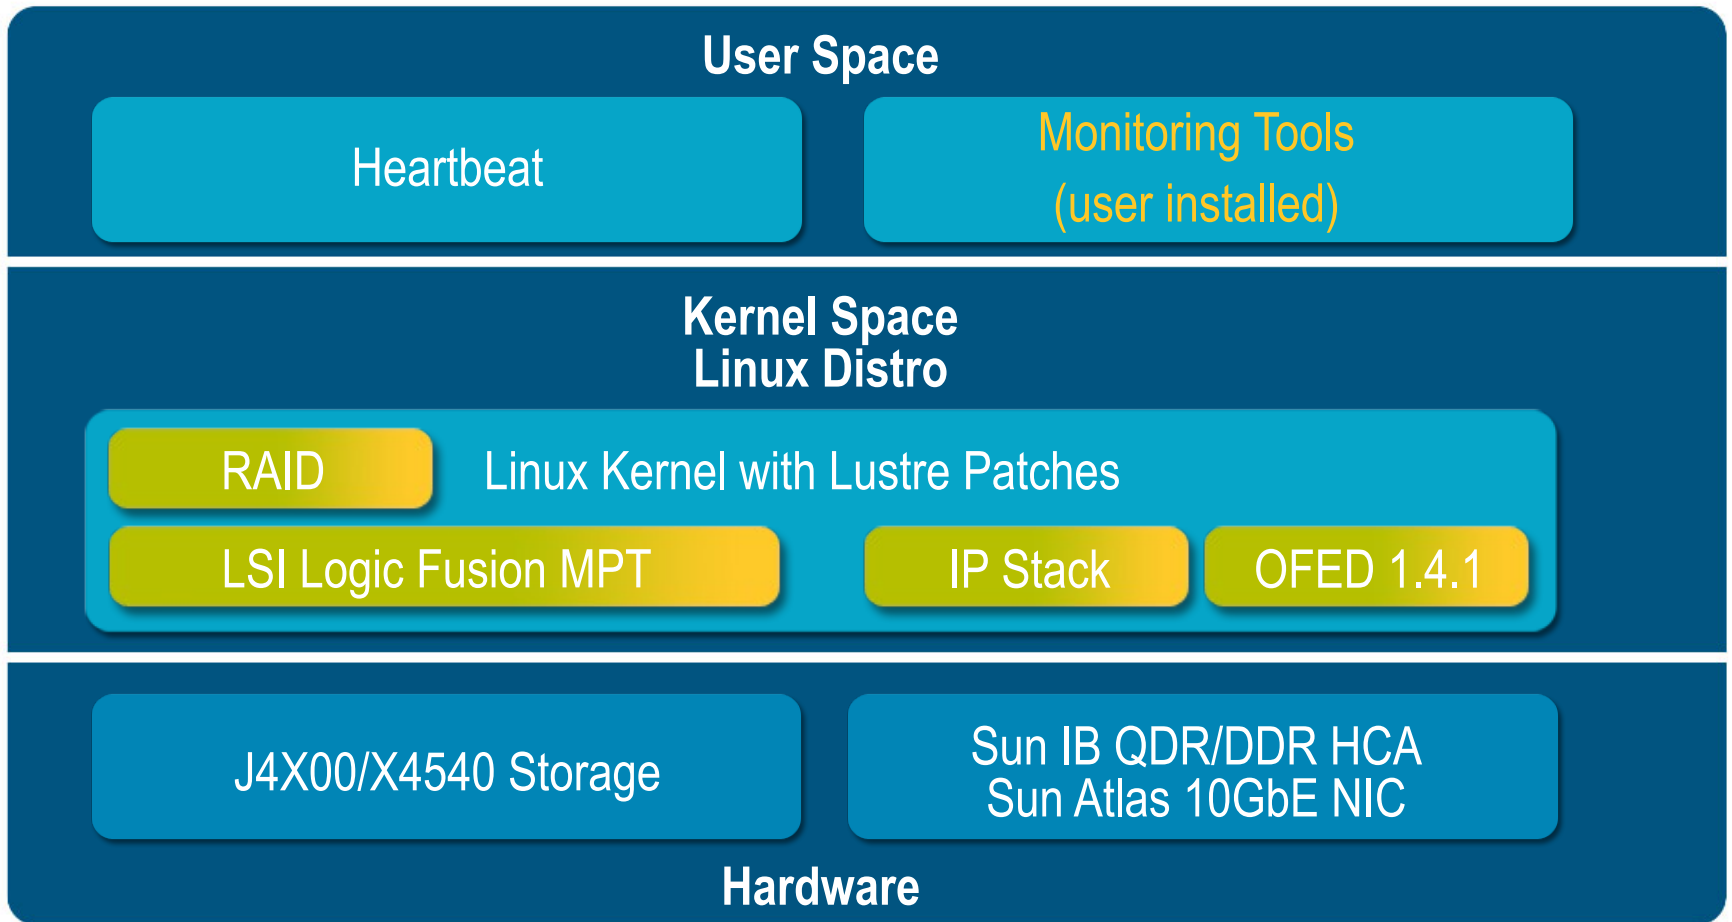 User Space
Heartbeat
Monitoring Tools
(user installed)
Kernel Space
Linux Distro
RAID
Linux Kernel with Lustre Patches
LSI Logic Fusion MPT
IP Stack
OFED 1.4.1
J4X00/X4540 Storage
Sun IB QDR/DDR HCA
Sun Atlas 10GbE NIC
Hardware